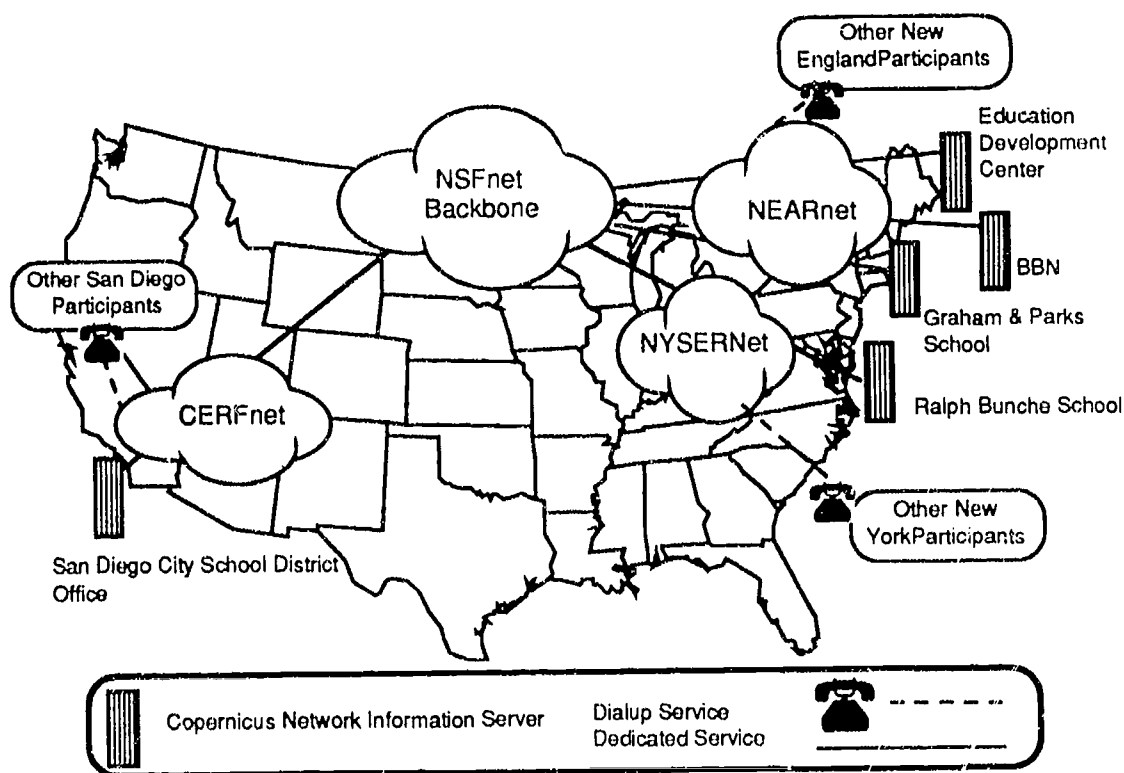 Other New
EnglandParticipants
Education
Development
Center
NSFnet
Backbone
NEARnet
BBN
Other San Diego
Participants
Graham & Parks
School
NYSERNet
CERFnet
Ralph Bunche School
Other New
YorkParticipants
San Diego City School District
Office
Copernicus Network Information Server
Dialup Service
Dedicated Service